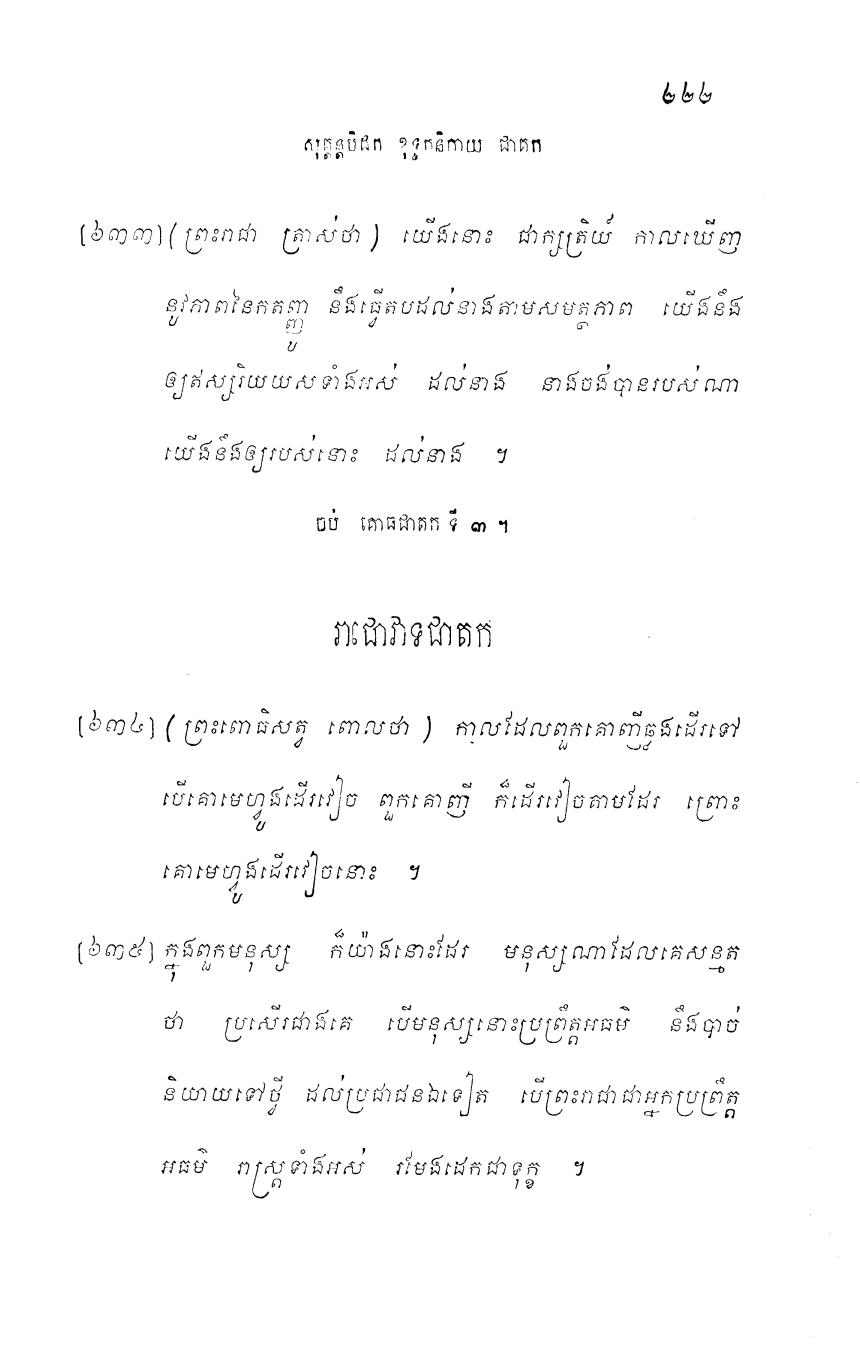 ២២២
សុត្តន្តបិដក ខុទ្ទកនិកាយ ជាតក
[៦៣៣] (ព្រះរាជា ត្រាស់ថា) យើងនោះ ជាក្សត្រិយ៍ កាលឃើញ
នូវភាពនៃកតញ្ញូ នឹងធ្វើតបដល់នាងតាមសមត្ថភាព យើងនឹង
ឲ្យឥស្សរិយយសទាំងអស់ ដល់នាង នាងចង់បានរបស់ណា
យើងនឹងឲ្យរបស់នោះ ដល់នាង ។
ចប់ គោធជាតក ទី ៣ ។
រាជោវាទជាតក
[៦៣៤] (ព្រះពោធិសត្វ ពោលថា) កាលដែលពួកគោញីឆ្លងដើរទៅ
បើគោមេហ្វូងដើរវៀច ពួកគោញី ក៏ដើរវៀចតាមដែរ ព្រោះ
គោមេហ្វូងដើរវៀចនោះ ។
[៦៣៥] ក្នុងពួកមនុស្ស ក៏យ៉ាងនោះដែរ មនុស្សណាដែលគេសន្មត
ថា ប្រសើរជាងគេ បើមនុស្សនោះប្រព្រឹត្តអធម៌ នឹងបាច់
និយាយទៅថ្វី ដល់ប្រជាជនឯទៀត បើព្រះរាជាជាអ្នកប្រព្រឹត្ត
អធម៌ រាស្ត្រទាំងអស់ រមែងដេកជាទុក្ខ ។